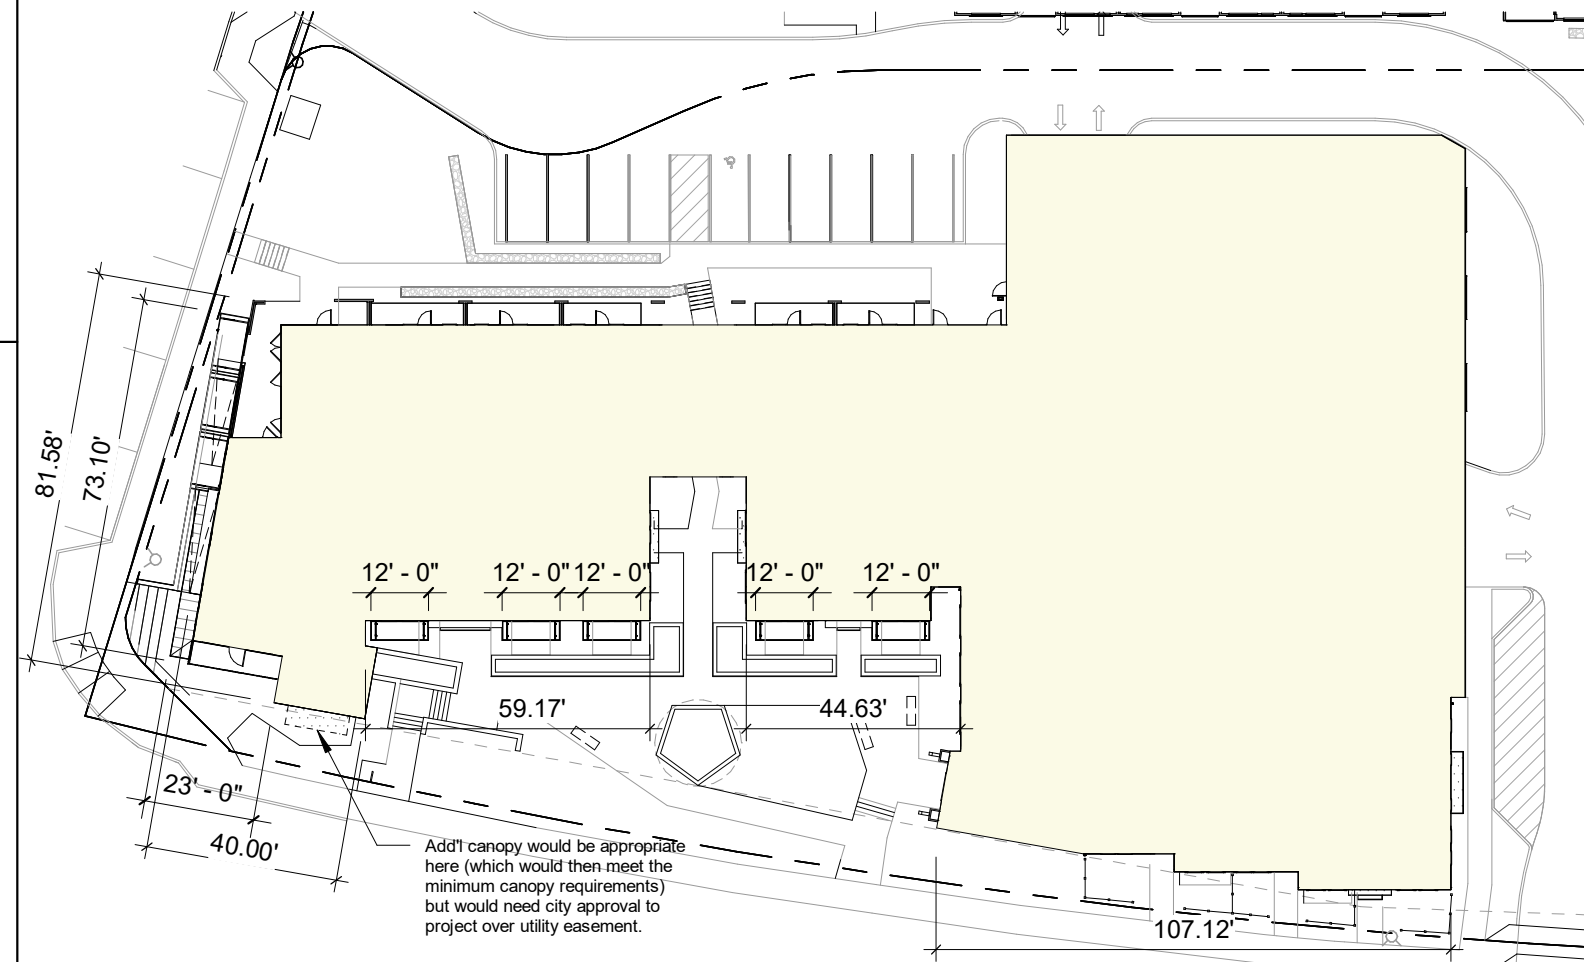 81.58'
73.10'
12' - 0"
12' - 0"
12' - 0"
12' - 0"
12' - 0"
59.17'
44.63'
23' - 0"
40.00'
Add'l canopy would be appropriate
here (which would then meet the
minimum canopy requirements)
but would need city approval to
project over utility easement.
107.12'